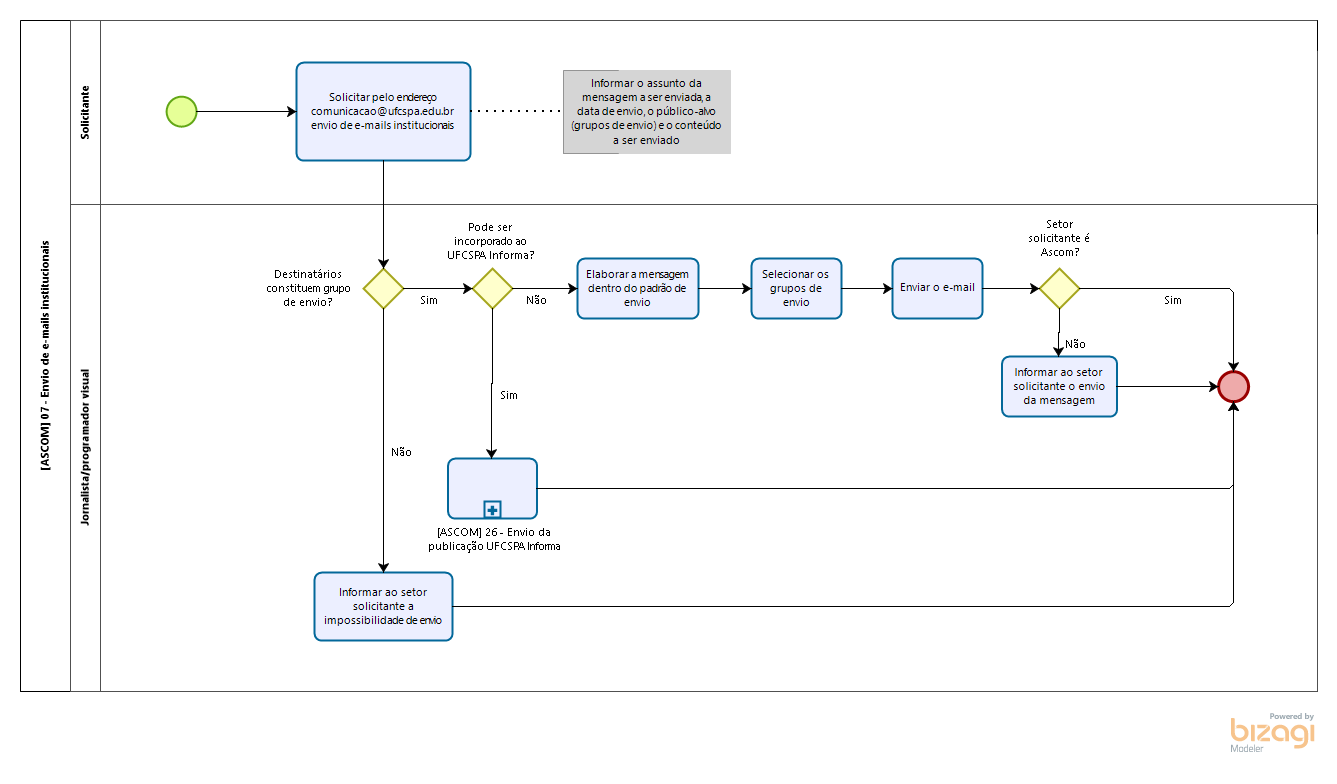 [ASCOM] 07 - Envio de e-mails institucionais
Solicitante
Solicitar pelo endereço
comunicacao@ufcspa.edu.br
envio de e-mails institucionais
Informar o assunto da
mensagem a ser enviada, a
data de envio, o público-alvo
(grupos de envio) e o conteúdo
a ser enviado
Jornalista/programador visual
Destinatários
constituem grupo
de envio?
Sim
Não
Pode ser
incorporado ao
UFCSPA Informa?
Não
Sim
Elaborar a mensagem
dentro do padrão de
envio
Selecionar os
grupos de
envio
Enviar o e-mail
Setor
solicitante é
Ascom?
Sim
Não
Informar ao setor
solicitante o envio
da mensagem
[ASCOM] 26 - Envio da
publicação UFCSPA Informa
Informar ao setor
solicitante a
impossibilidade de envio
Powered by
bizagi
Modeler